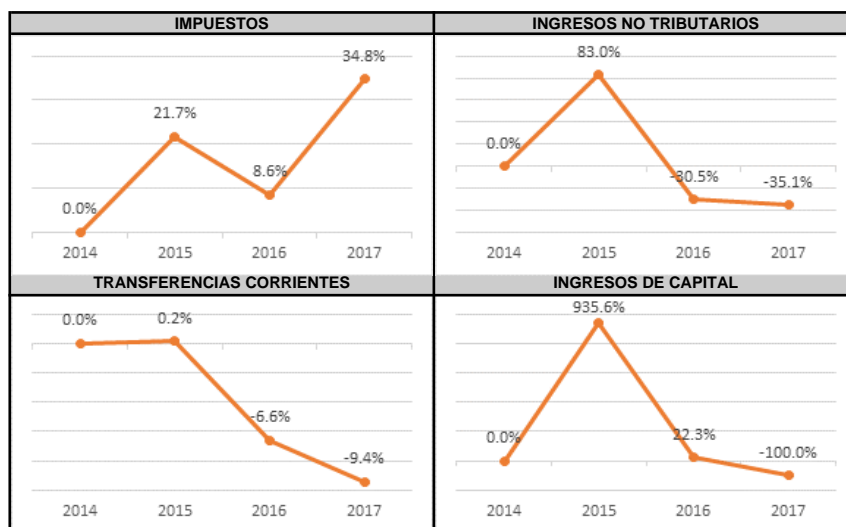 IMPUESTOS
34.8%
21.7%
8.6%
0.0%
2014 2015 2016 2017
INGRESOS NO TRIBUTARIOS
83.0%
0.0%
-30.5%
-35.1%
2014 2015 2016 2017
TRANSFERENCIAS CORRIENTES
0.0%
0.2%
-6.6%
-9.4%
2014 2015 2016 2017
INGRESOS DE CAPITAL
935.6%
0.0%
22.3%
-100.0%
2014 2015 2016 2017